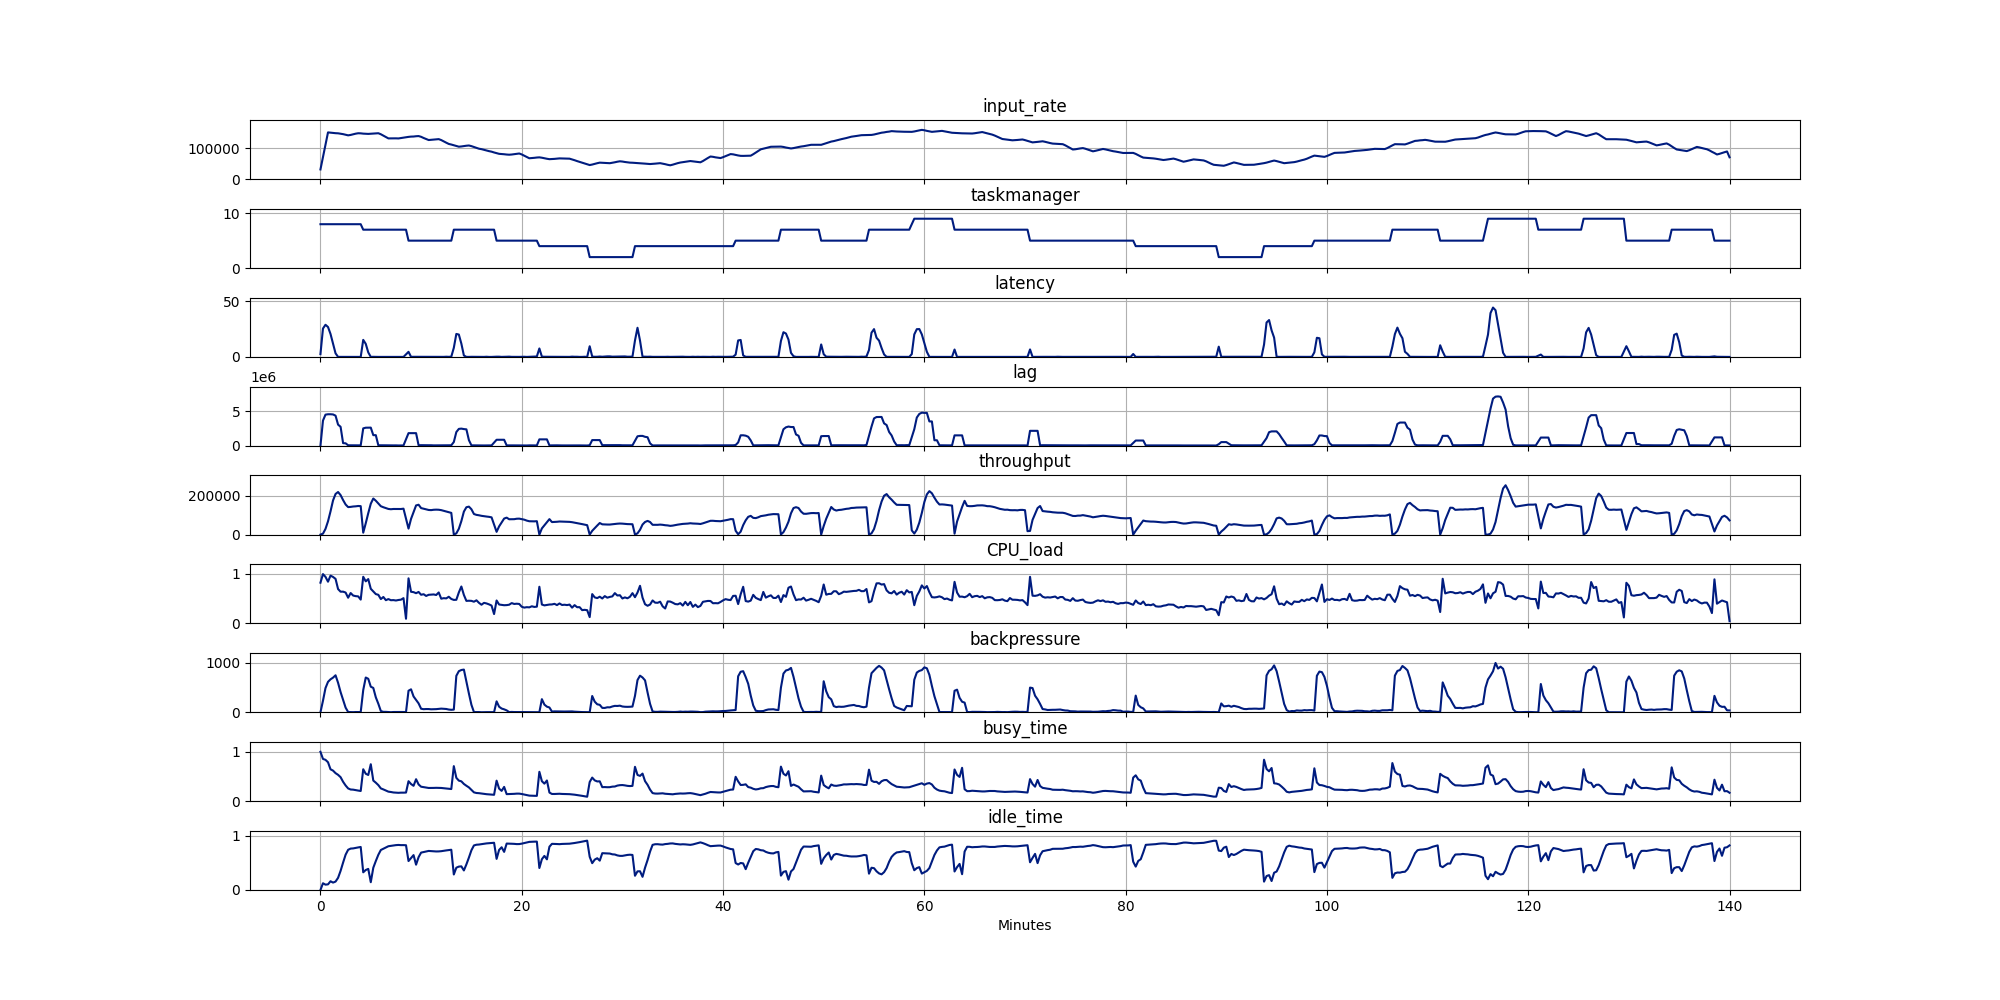 input_rate
100000
0
taskmanager
10
0
latency
50
0
1e6
lag
5
0
throughput
200000
0
CPU_load
1
0
backpressure
1000
0
busy_time
1
0
idle_time
1
0
0 20 40 60 80 100 120 140
Minutes